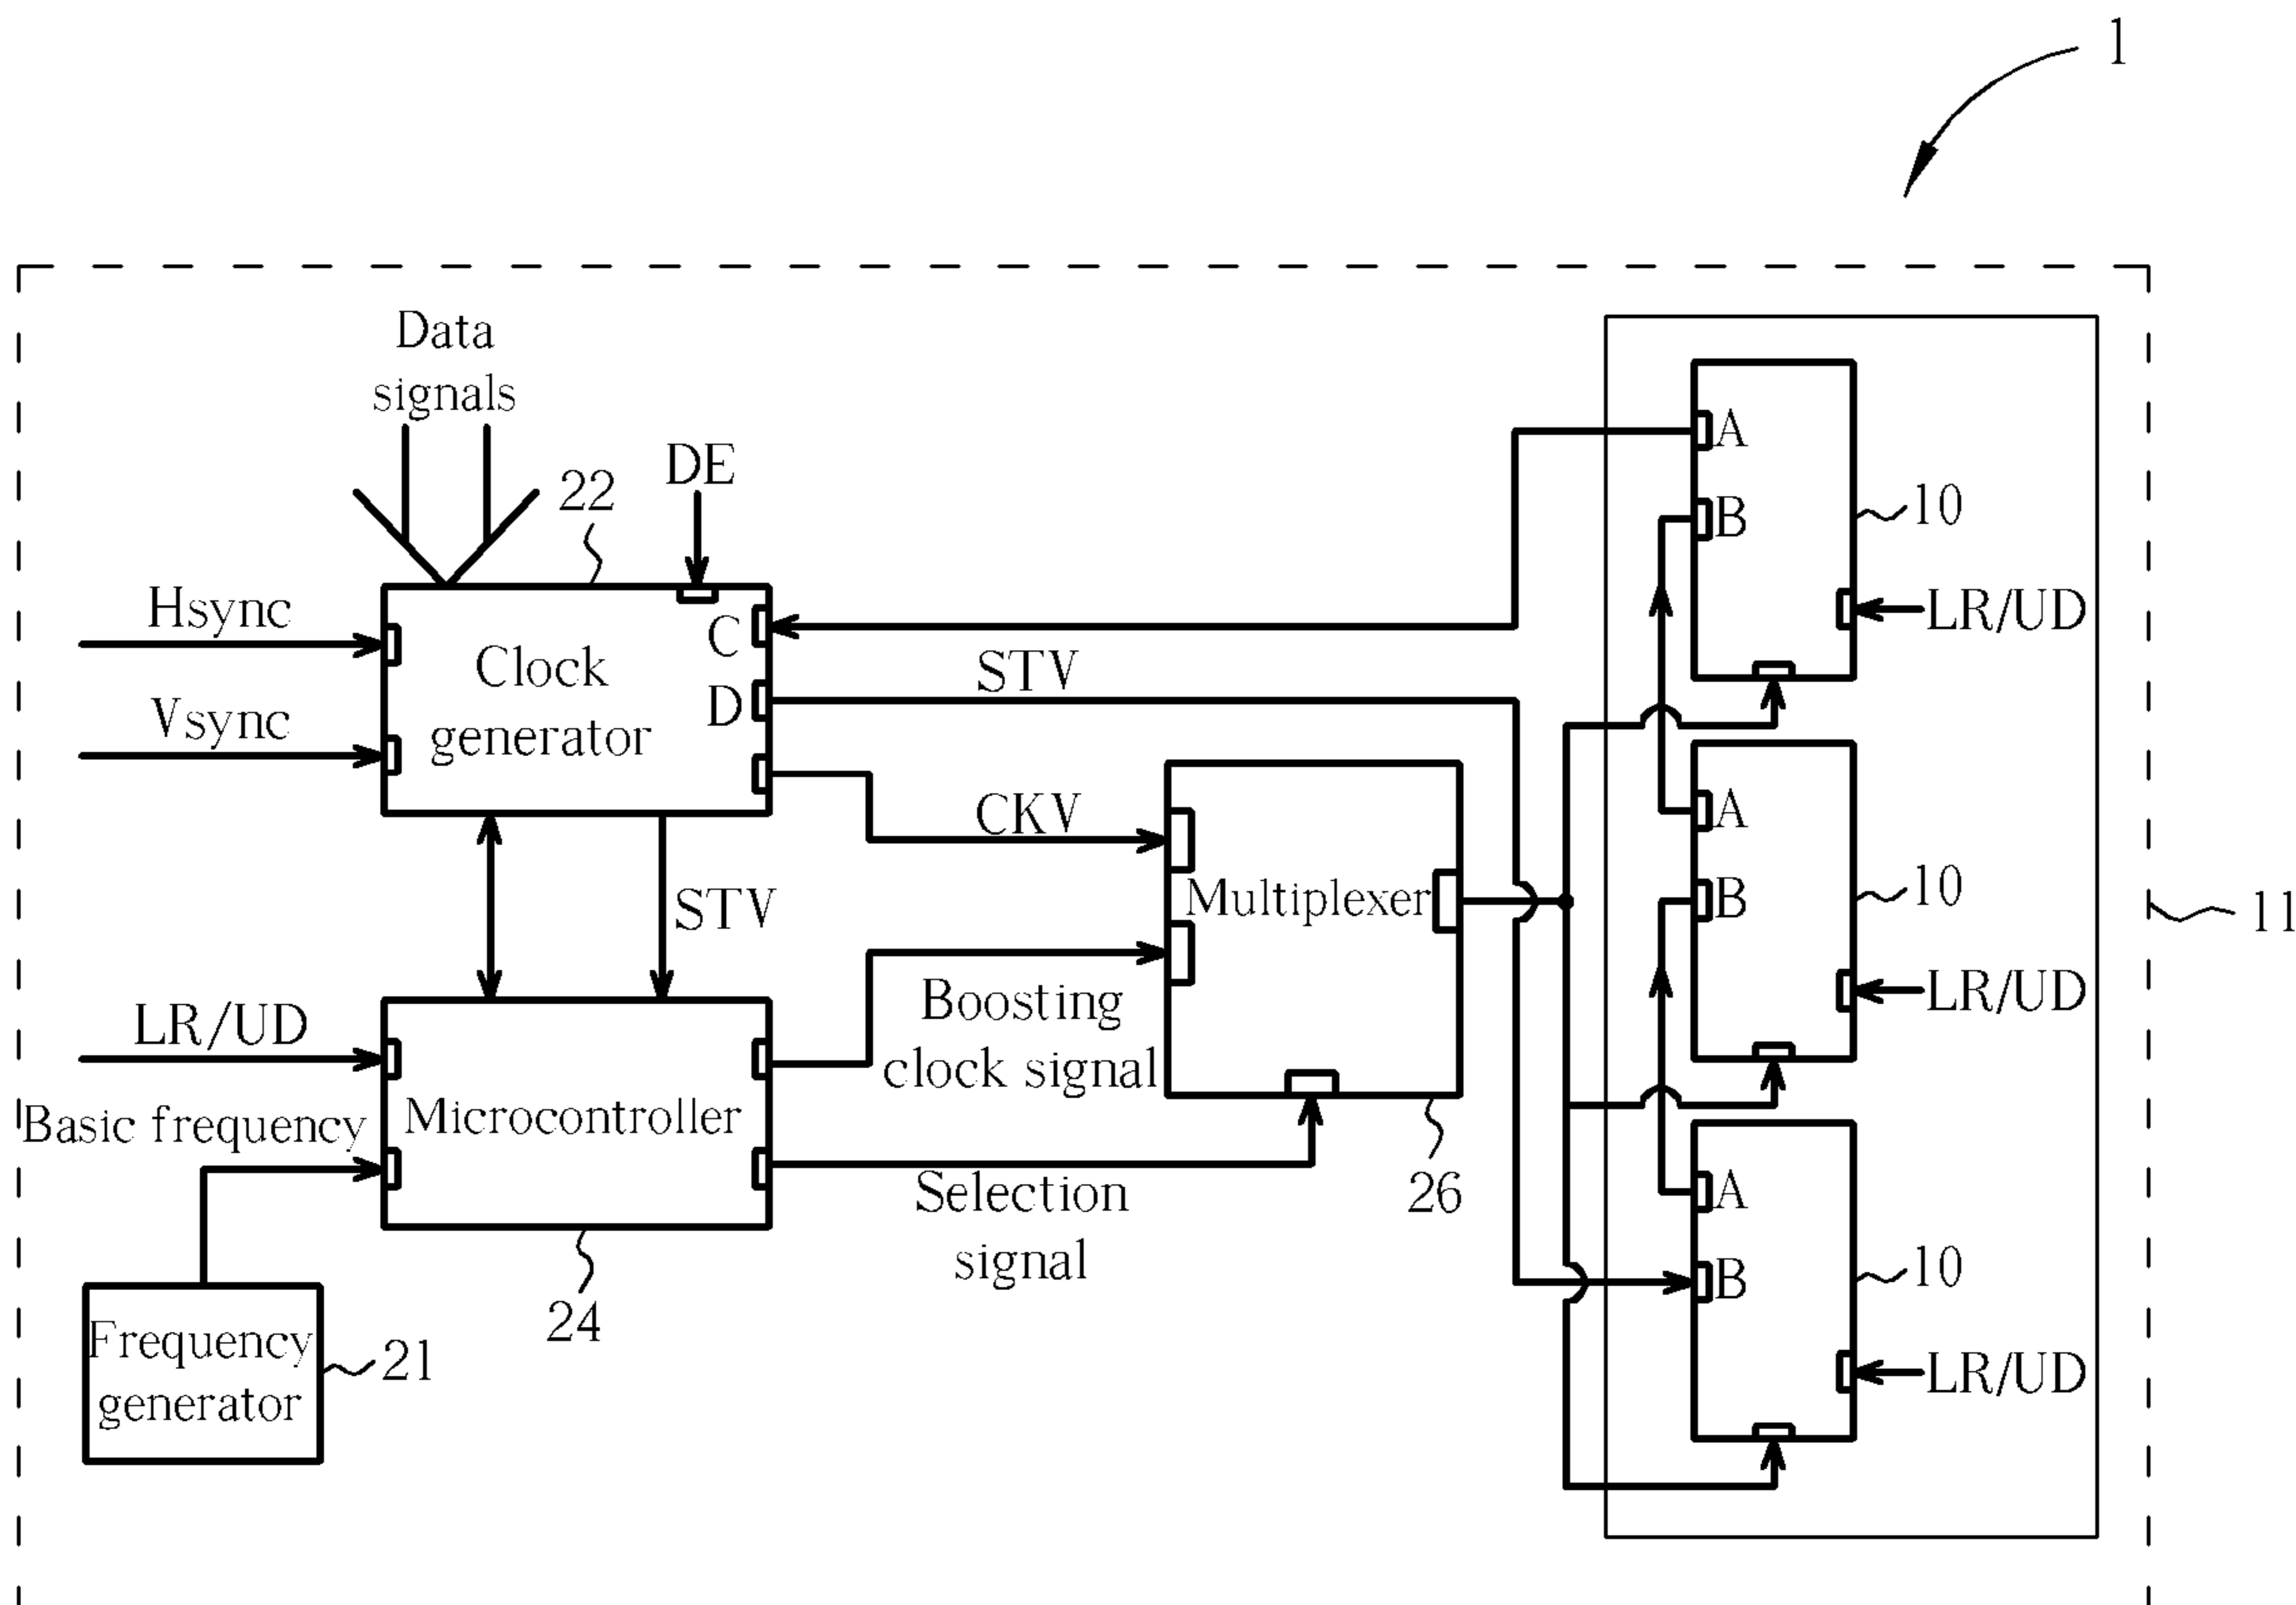 1
Data
signals
22
DE
A
B
10
Hsync
LR/UD
C
Clock
generator
STV
Vsync
D
CKV
A
Multiplexer
B
10
STV
11
LR/UD
LR/UD
Boosting
clock signal
Basic frequency
Microcontroller
A
Selection
signal
26
B
10
24
Frequency
generator
21
LR/UD